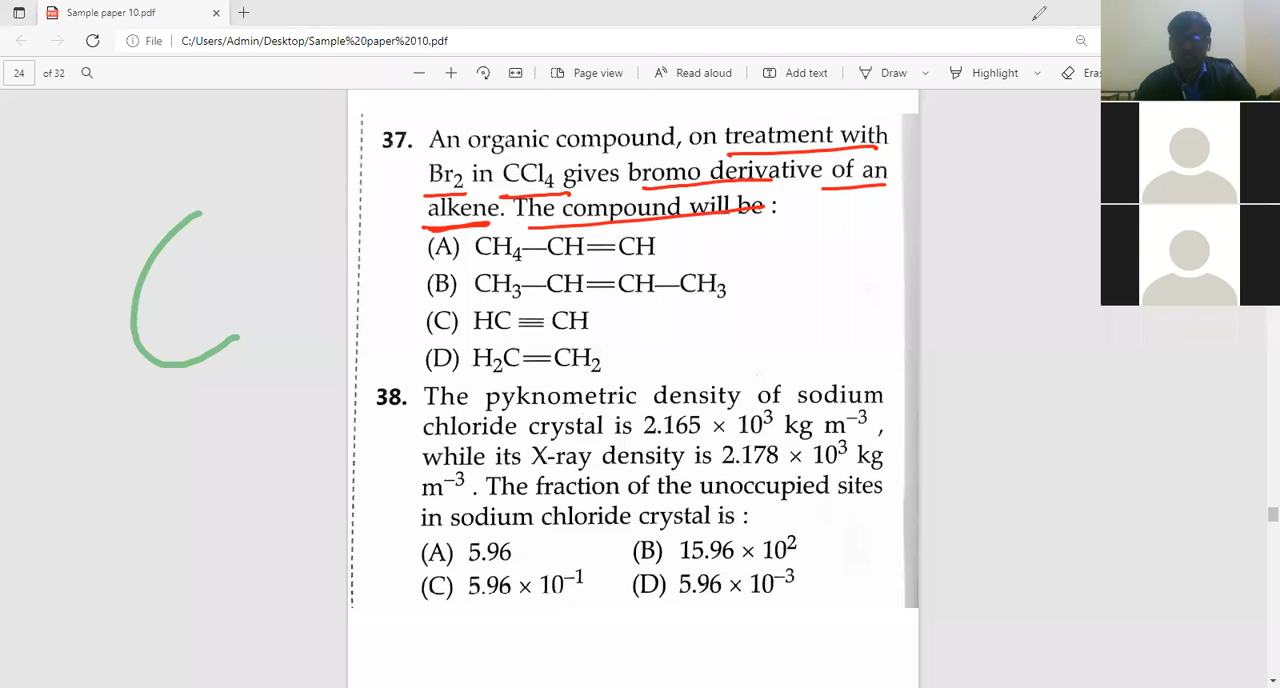 Sample paper 10.pdf
File | C:/Users/Admin/Desktop/Sample%20paper%2010.pdf
24 of 32 Page view Read aloud Add text Draw Highlight Eras
37. An organic compound, on treatment with
Br₂ in CCl₄ gives bromo derivative of an
alkene. The compound will be :
(A) CH₄—CH=CH
(B) CH₃—CH=CH—CH₃
(C) HC≡CH
(D) H₂C=CH₂
38. The pyknometric density of sodium
chloride crystal is 2.165 × 10³ kg m⁻³ ,
while its X-ray density is 2.178 × 10³ kg
m⁻³ . The fraction of the unoccupied sites
in sodium chloride crystal is :
(A) 5.96 (B) 15.96 × 10²
(C) 5.96 × 10⁻¹ (D) 5.96 × 10⁻³